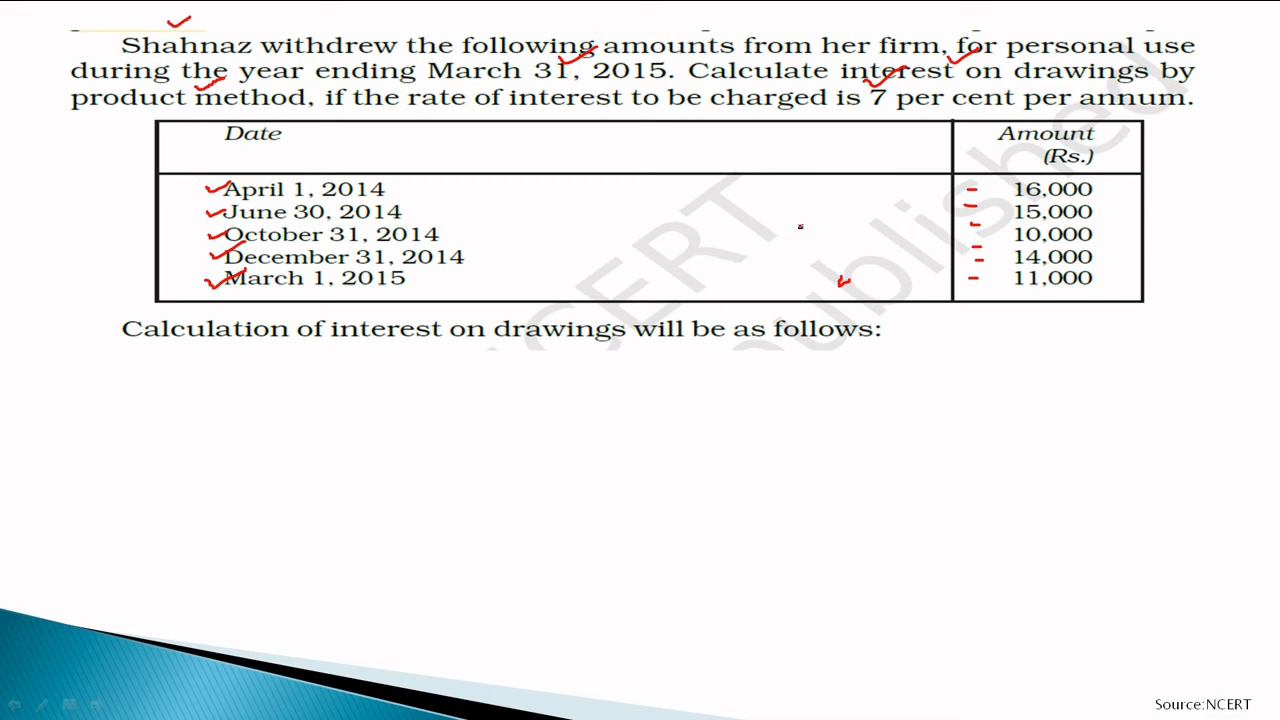 Shahnaz withdrew the following amounts from her firm, for personal use
during the year ending March 31, 2015. Calculate interest on drawings by
product method, if the rate of interest to be charged is 7 per cent per annum.
Date Amount
(Rs.)
April 1, 2014 16,000
June 30, 2014 15,000
October 31, 2014 10,000
December 31, 2014 14,000
March 1, 2015 11,000
Calculation of interest on drawings will be as follows:
NCERT
published
Source:NCERT